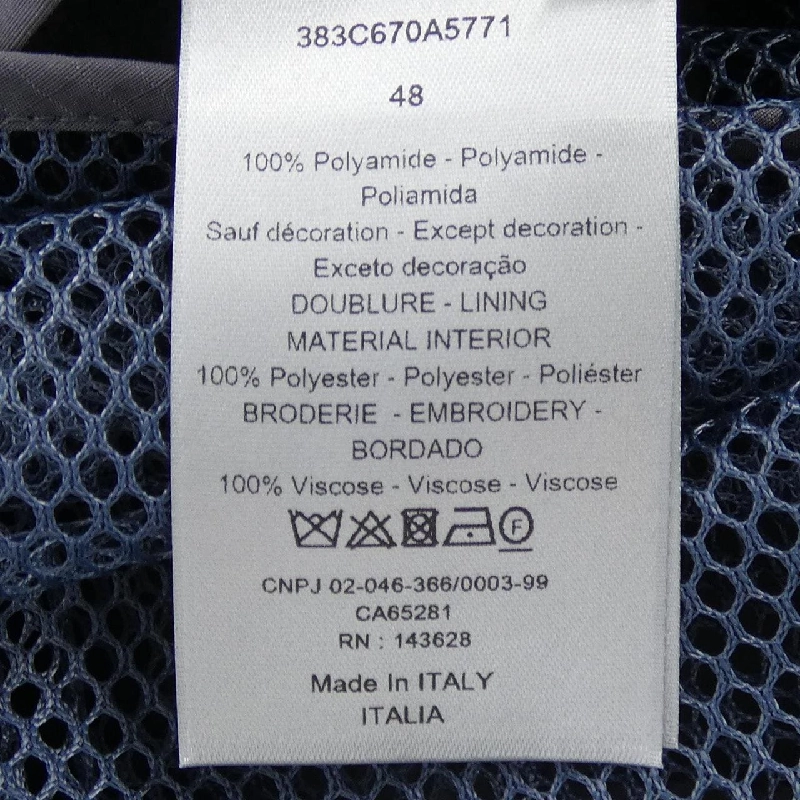 383C670A5771
48
100% Polyamide - Polyamide -
Poliamida
Sauf décoration - Except decoration -
Exceto decoração
DOUBLURE - LINING
MATERIAL INTERIOR
100% Polyester - Polyester - Poliéster
BRODERIE - EMBROIDERY -
BORDADO
100% Viscose - Viscose - Viscose
F
CNPJ 02-046-366/0003-99
CA65281
RN : 143628
Made In ITALY
ITALIA